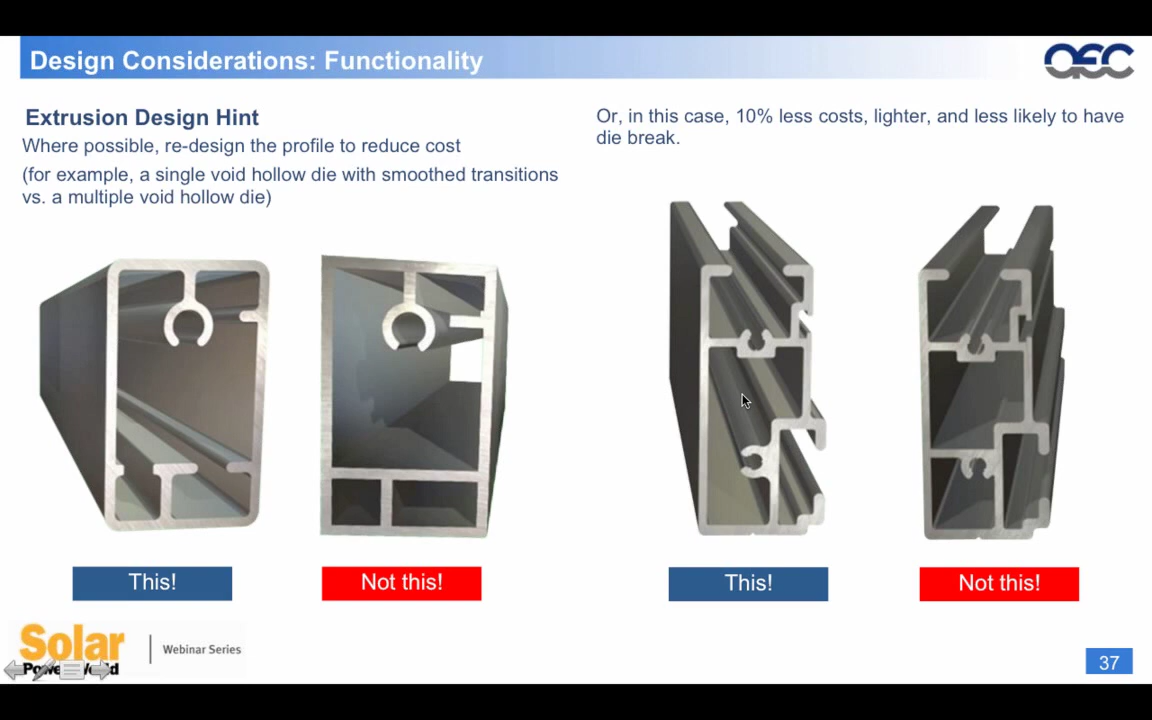 Design Considerations: Functionality
AEC
Extrusion Design Hint
Where possible, re-design the profile to reduce cost
(for example, a single void hollow die with smoothed transitions
vs. a multiple void hollow die)
Or, in this case, 10% less costs, lighter, and less likely to have
die break.
This!
Not this!
This!
Not this!
Solar
Webinar Series
37